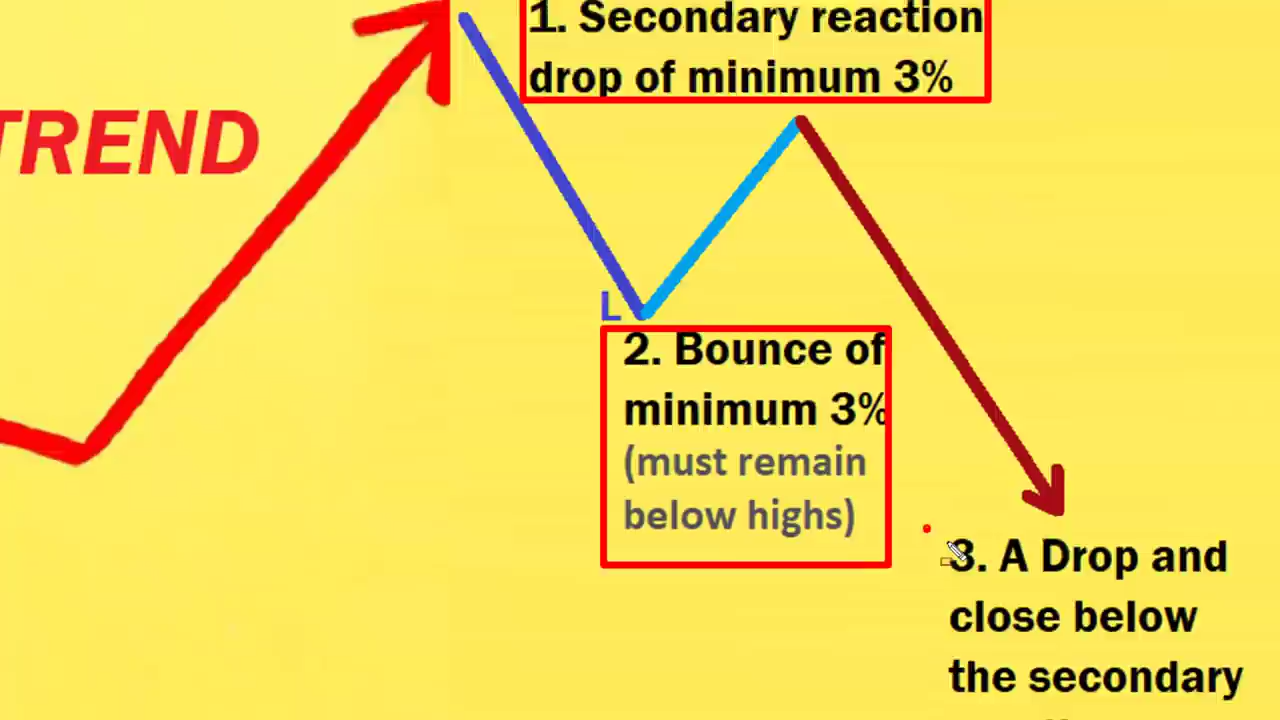 1. Secondary reaction
drop of minimum 3%
TREND
L
2. Bounce of
minimum 3%
(must remain
below highs)
3. A Drop and
close below
the secondary